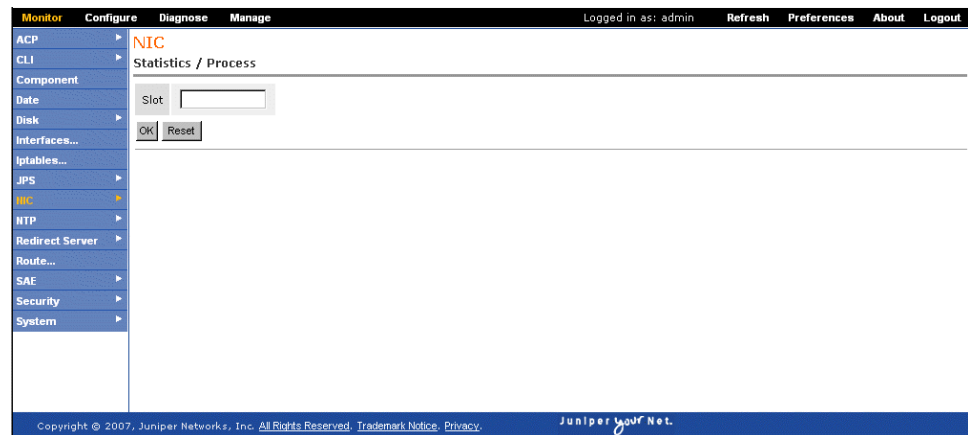 Monitor Configure Diagnose Manage Logged in as: admin Refresh Preferences About Logout
ACP
CLI
Component
Date
Disk
Interfaces...
Iptables...
JPS
NIC
NTP
Redirect Server
Route...
SAE
Security
System
NIC
Statistics / Process
Slot
OK Reset
Copyright © 2007, Juniper Networks, Inc. All Rights Reserved. Trademark Notice. Privacy.
Juniper your Net.